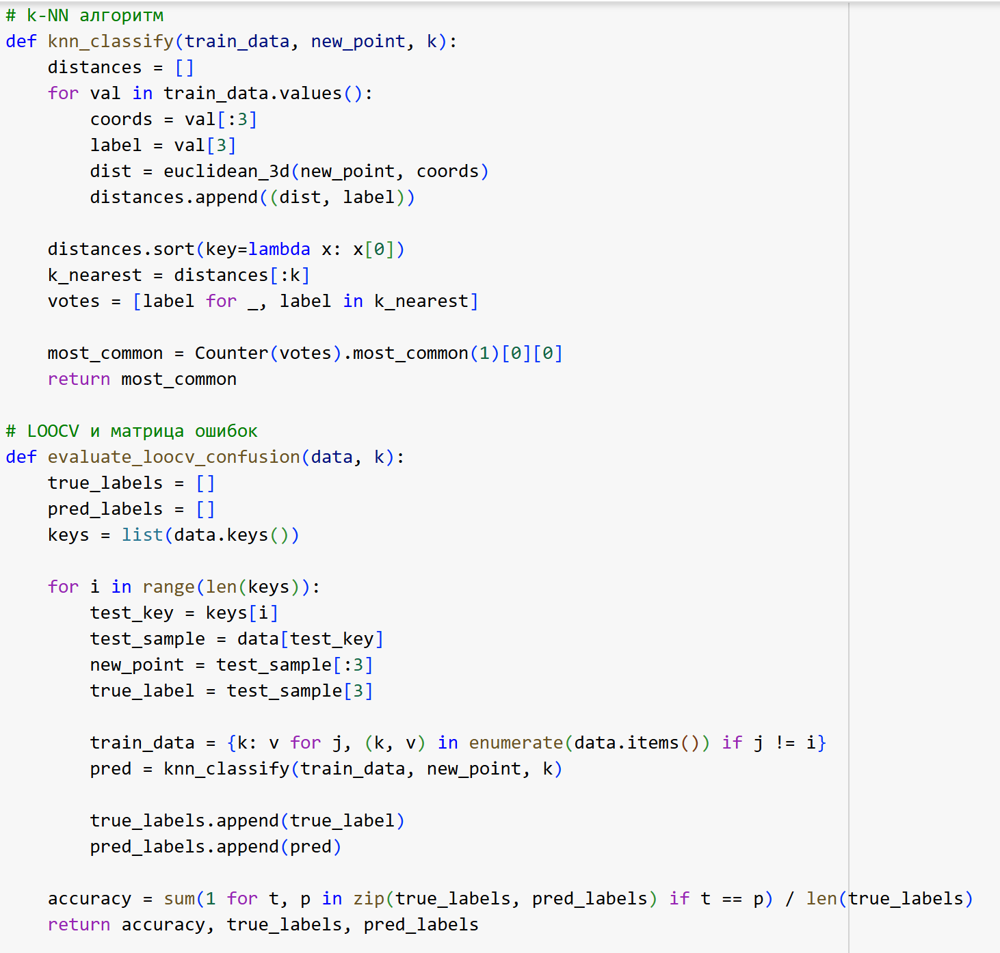 # k-NN алгоритм
def knn_classify(train_data, new_point, k):
    distances = []
    for val in train_data.values():
        coords = val[:3]
        label = val[3]
        dist = euclidean_3d(new_point, coords)
        distances.append((dist, label))

    distances.sort(key=lambda x: x[0])
    k_nearest = distances[:k]
    votes = [label for _, label in k_nearest]

    most_common = Counter(votes).most_common(1)[0][0]
    return most_common

# LOOCV и матрица ошибок
def evaluate_loocv_confusion(data, k):
    true_labels = []
    pred_labels = []
    keys = list(data.keys())

    for i in range(len(keys)):
        test_key = keys[i]
        test_sample = data[test_key]
        new_point = test_sample[:3]
        true_label = test_sample[3]

        train_data = {k: v for j, (k, v) in enumerate(data.items()) if j != i}
        pred = knn_classify(train_data, new_point, k)

        true_labels.append(true_label)
        pred_labels.append(pred)

    accuracy = sum(1 for t, p in zip(true_labels, pred_labels) if t == p) / len(true_labels)
    return accuracy, true_labels, pred_labels